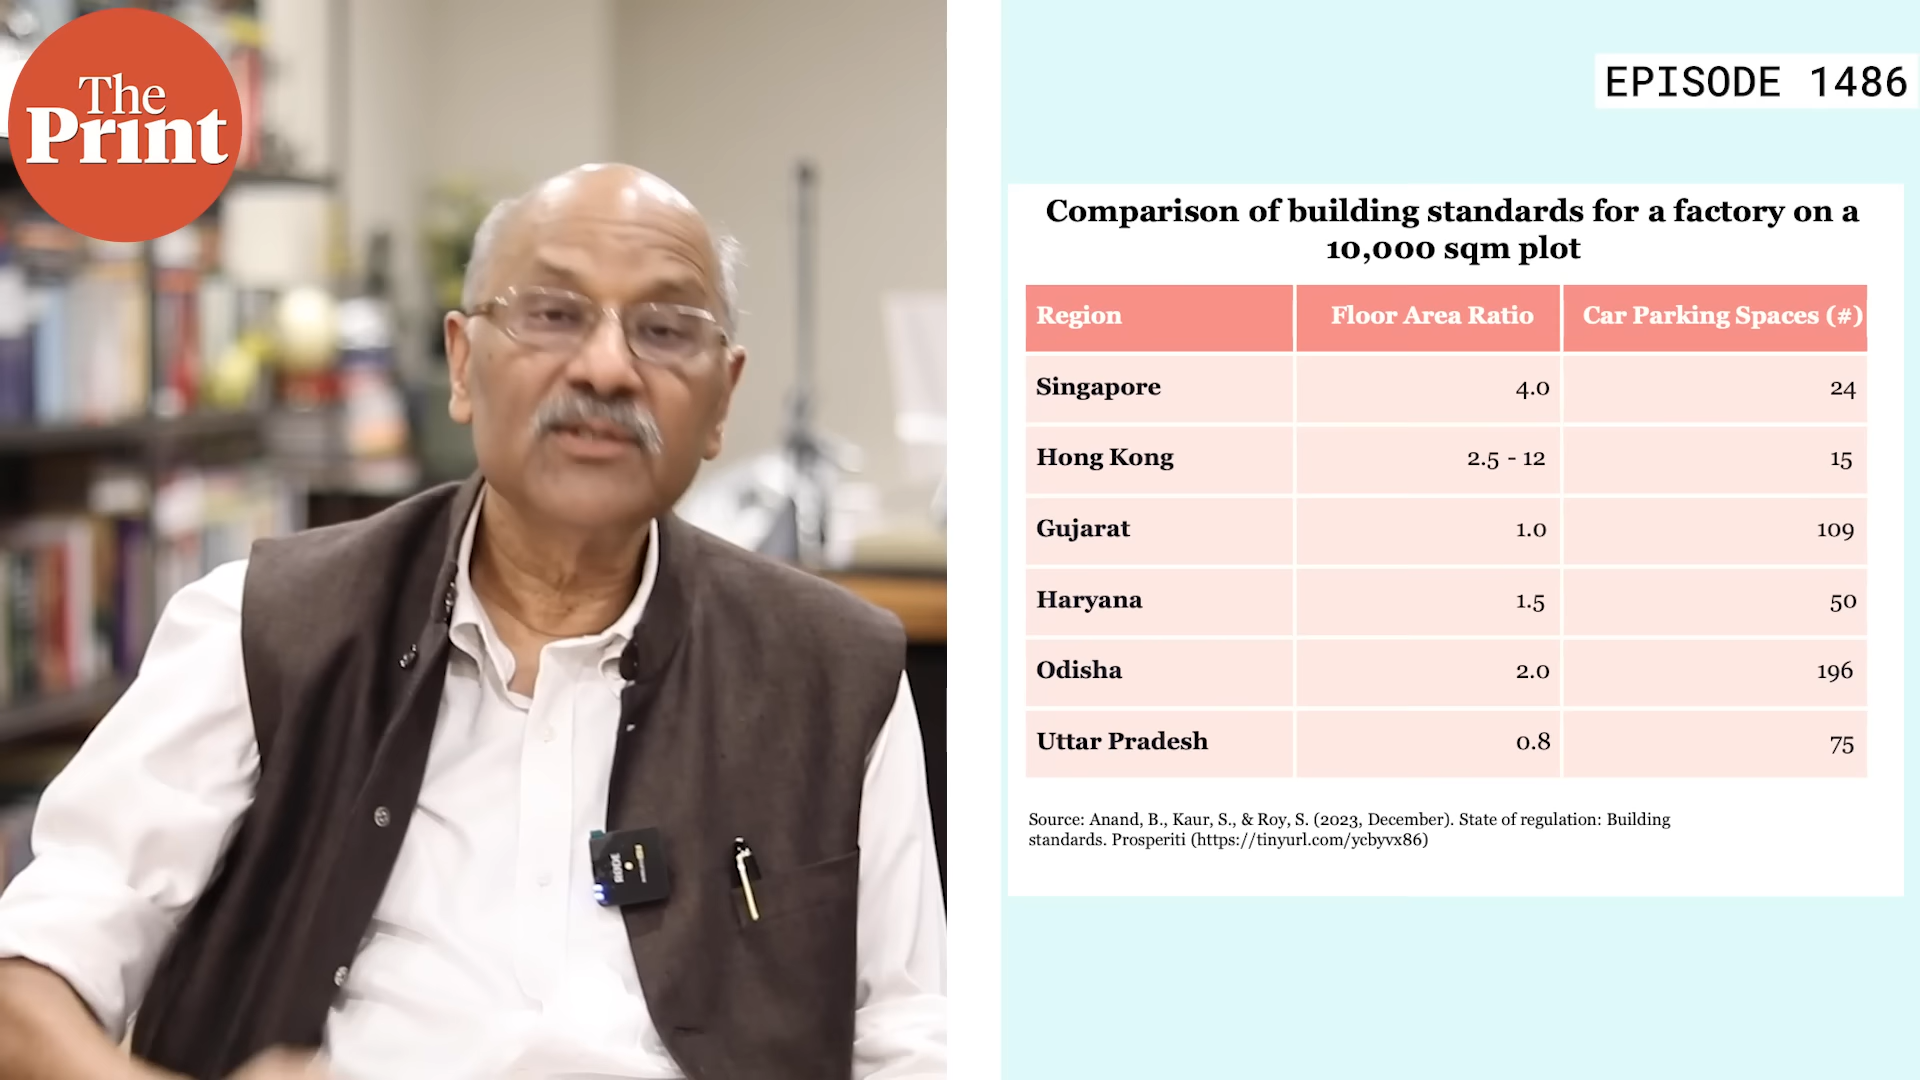 The
Print
EPISODE 1486
Comparison of building standards for a factory on a
10,000 sqm plot
Region Floor Area Ratio Car Parking Spaces (#)
Singapore 4.0 24
Hong Kong 2.5 - 12 15
Gujarat 1.0 109
Haryana 1.5 50
Odisha 2.0 196
Uttar Pradesh 0.8 75
Source: Anand, B., Kaur, S., & Roy, S. (2023, December). State of regulation: Building
standards. Prosperiti (https://tinyurl.com/ycbyvx86)
RODE